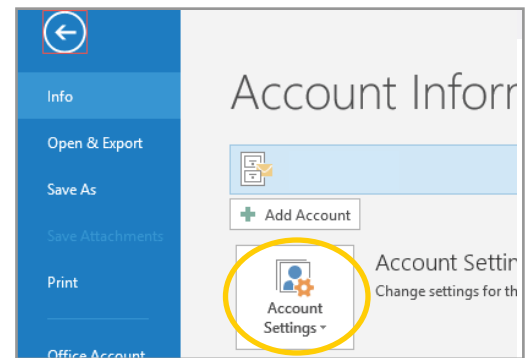 Info
Open & Export
Save As
Save Attachments
Print
Office Account
Account Inforr
Add Account
Account
Settings
Account Settin
Change settings for th